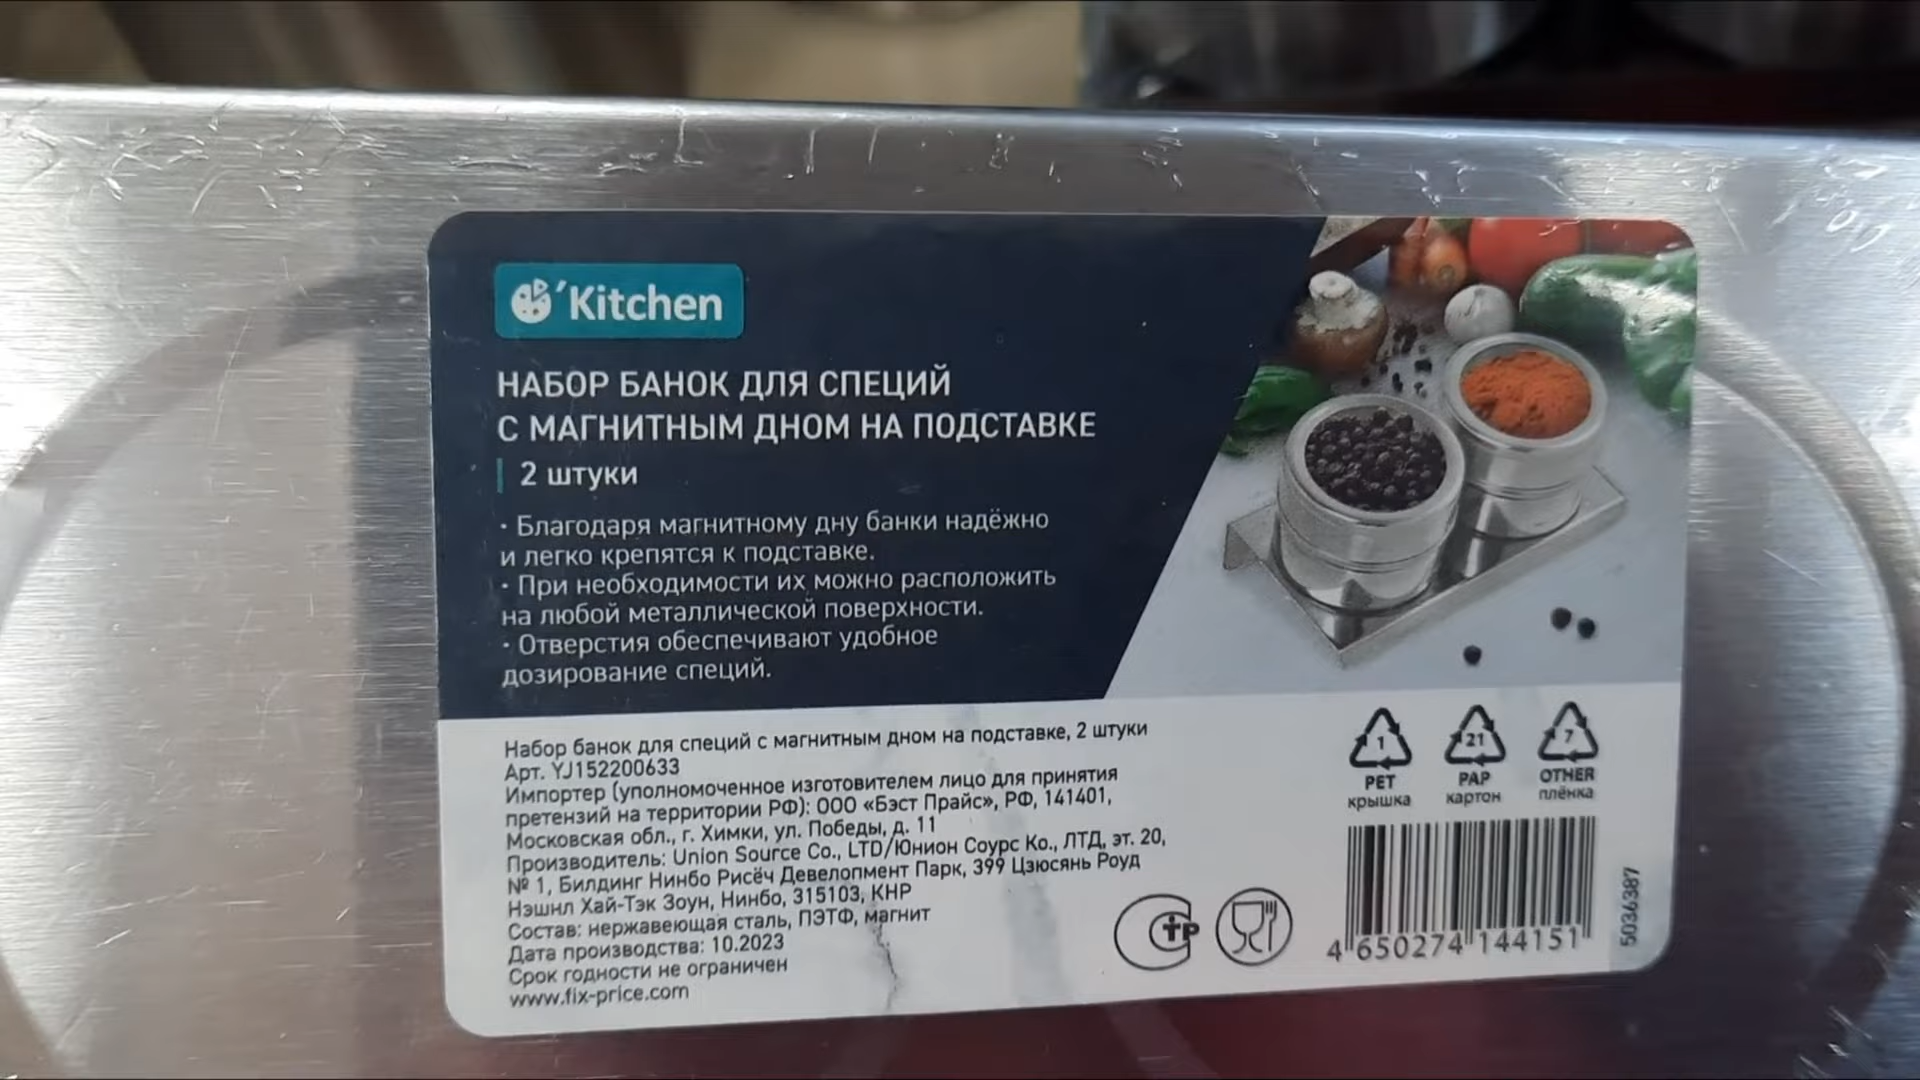 'Kitchen
НАБОР БАНОК ДЛЯ СПЕЦИЙ
С МАГНИТНЫМ ДНОМ НА ПОДСТАВКЕ
2 штуки
· Благодаря магнитному дну банки надёжно
и легко крепятся к подставке.
· При необходимости их можно расположить
на любой металлической поверхности.
· Отверстия обеспечивают удобное
дозирование специй.
Набор банок для специй с магнитным дном на подставке, 2 штуки
Арт. YJ152200633
Импортер (уполномоченное изготовителем лицо для принятия
претензий на территории РФ): ООО «Бэст Прайс», РФ, 141401,
Московская обл., г. Химки, ул. Победы, д. 11
Производитель: Union Source Co., LTD/Юнион Соурс Ко., ЛТД, эт. 20,
№ 1, Билдинг Нинбо Рисёч Девелопмент Парк, 399 Цзюсянь Роуд
Нэшнл Хай-Тэк Зоун, Нинбо, 315103, КНР
Состав: нержавеющая сталь, ПЭТФ, магнит
Дата производства: 10.2023
Срок годности не ограничен
www.fix-price.com
1
PET
крышка
21
PAP
картон
7
OTHER
плёнка
СТР
4 650274 144151
5036387